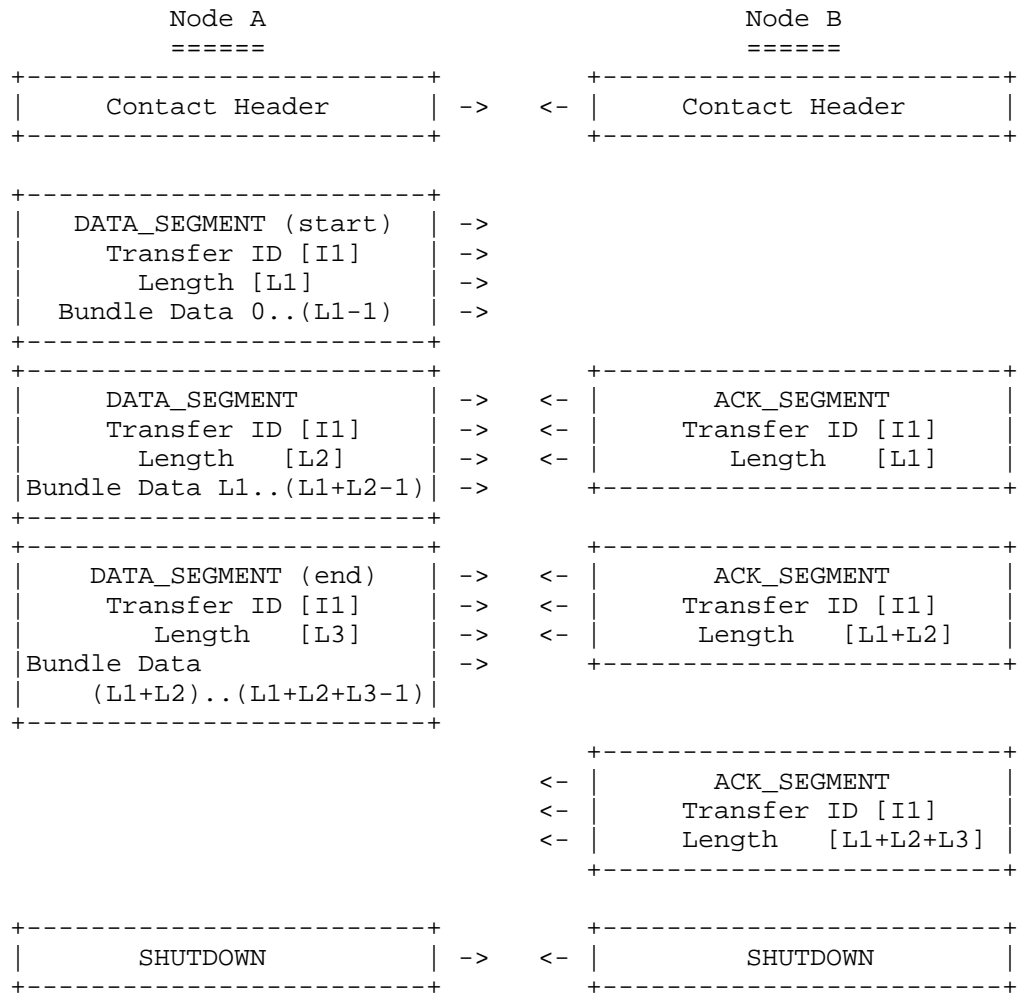 Node A                              Node B
          ======                              ======
+-------------------------+         +-------------------------+
|     Contact Header      | ->   <- |     Contact Header      |
+-------------------------+         +-------------------------+

+-------------------------+
|   DATA_SEGMENT (start)  | ->
|     Transfer ID [I1]    | ->
|       Length [L1]       | ->
|  Bundle Data 0..(L1-1)  | ->
+-------------------------+
+-------------------------+         +-------------------------+
|     DATA_SEGMENT        | ->   <- |       ACK_SEGMENT       |
|     Transfer ID [I1]    | ->   <- |     Transfer ID [I1]    |
|       Length   [L2]     | ->   <- |        Length   [L1]    |
|Bundle Data L1..(L1+L2-1)| ->      +-------------------------+
+-------------------------+
+-------------------------+         +-------------------------+
|    DATA_SEGMENT (end)   | ->   <- |       ACK_SEGMENT       |
|     Transfer ID [I1]    | ->   <- |     Transfer ID [I1]    |
|        Length   [L3]    | ->   <- |      Length   [L1+L2]   |
|Bundle Data              | ->      +-------------------------+
|    (L1+L2)..(L1+L2+L3-1)|
+-------------------------+
                                    +-------------------------+
                                 <- |       ACK_SEGMENT       |
                                 <- |     Transfer ID [I1]    |
                                 <- |     Length   [L1+L2+L3] |
                                    +-------------------------+

+-------------------------+         +-------------------------+
|       SHUTDOWN          | ->   <- |         SHUTDOWN        |
+-------------------------+         +-------------------------+